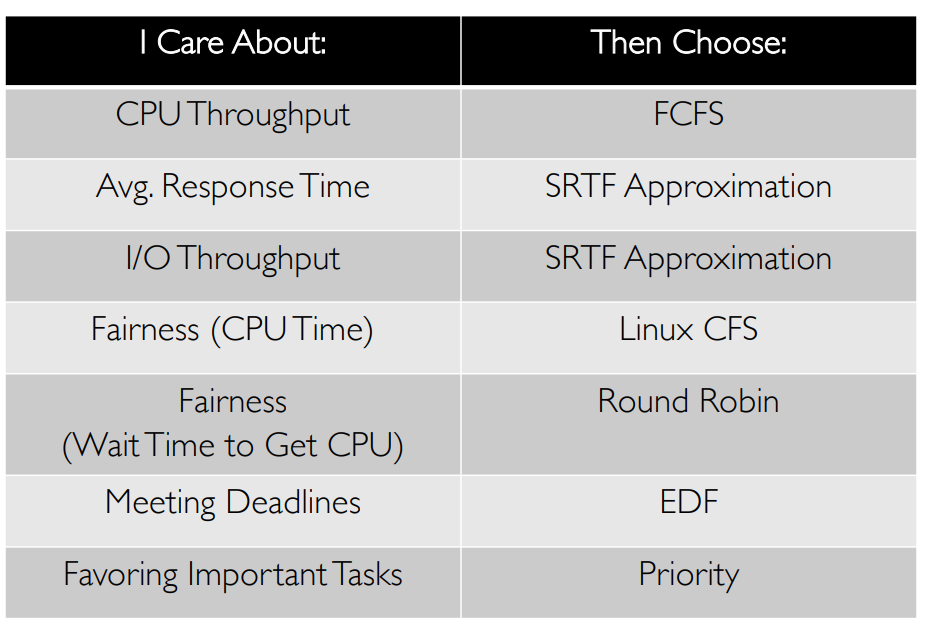 I Care About:
Then Choose:
CPU Throughput
FCFS
Avg. Response Time
SRTF Approximation
I/O Throughput
SRTF Approximation
Fairness (CPU Time)
Linux CFS
Fairness
(Wait Time to Get CPU)
Round Robin
Meeting Deadlines
EDF
Favoring Important Tasks
Priority